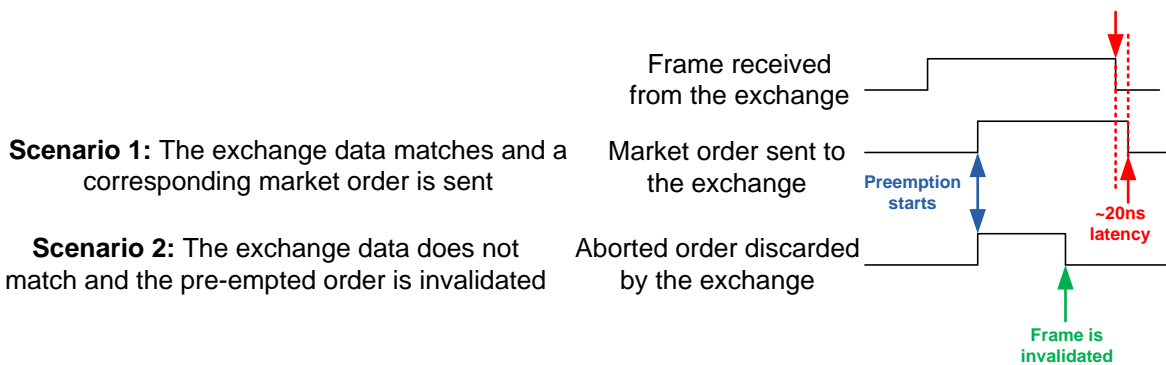 Frame received
from the exchange
Scenario 1: The exchange data matches and a
corresponding market order is sent
Market order sent to
the exchange
Preemption
starts
~20ns
latency
Scenario 2: The exchange data does not
match and the pre-empted order is invalidated
Aborted order discarded
by the exchange
Frame is
invalidated